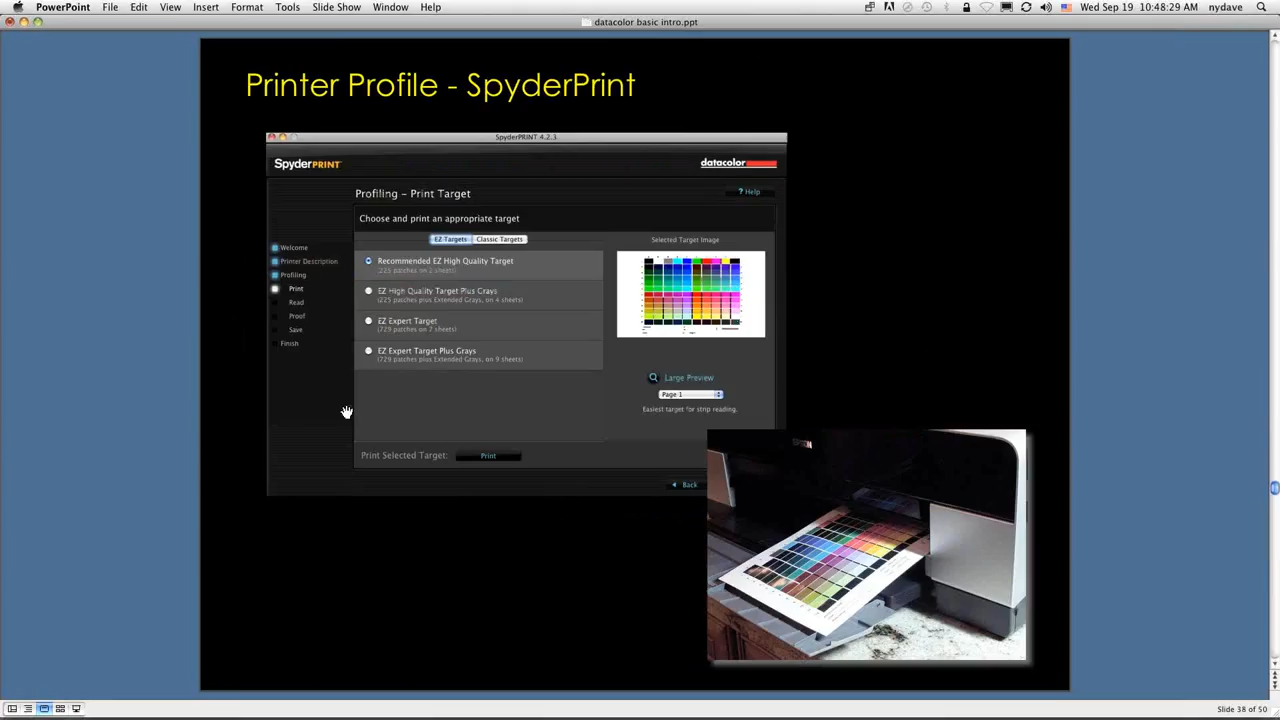 PowerPoint File Edit View Insert Format Tools Slide Show Window Help Wed Sep 19 10:48:29 AM nydave
datacolor basic intro.ppt
Printer Profile - SpyderPrint
SpyderPRINT 4.2.3
SpyderPRINT datacolor
Profiling - Print Target ? Help
Choose and print an appropriate target
EZ Targets Classic Targets Selected Target Image
Welcome
Printer Description
Profiling
Print
Read
Proof
Save
Finish
Recommended EZ High Quality Target
(225 patches on 2 sheets)
EZ High Quality Target Plus Grays
(225 patches plus Extended Grays, on 4 sheets)
EZ Expert Target
(729 patches on 7 sheets)
EZ Expert Target Plus Grays
(729 patches plus Extended Grays, on 9 sheets)
Large Preview
Page 1
Easiest target for strip reading.
Print Selected Target: Print
Back
Slide 38 of 50